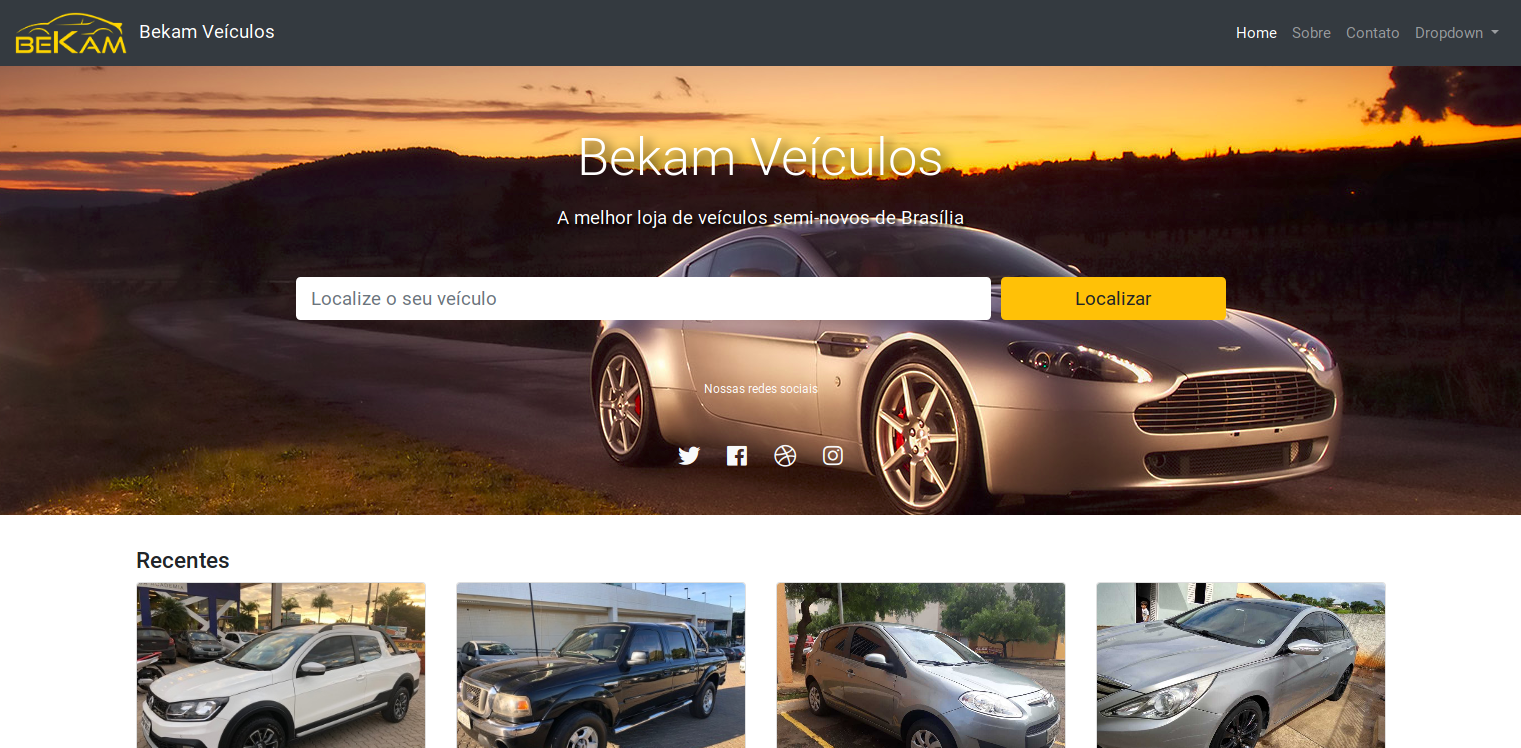 BEKAM
Bekam Veículos
Home
Sobre
Contato
Dropdown
Bekam Veículos
A melhor loja de veículos semi-novos de Brasília
Localize o seu veículo
Localizar
Nossas redes sociais
Recentes